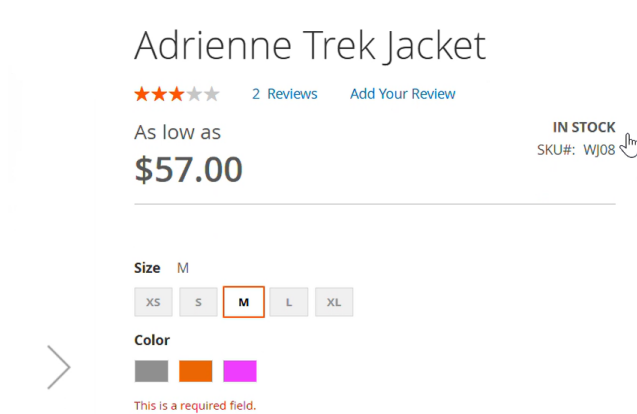 Adrienne Trek Jacket
2 Reviews Add Your Review
As low as
$57.00
IN STOCK
SKU#: WJ08
Size M
XS S M L XL
Color
This is a required field.